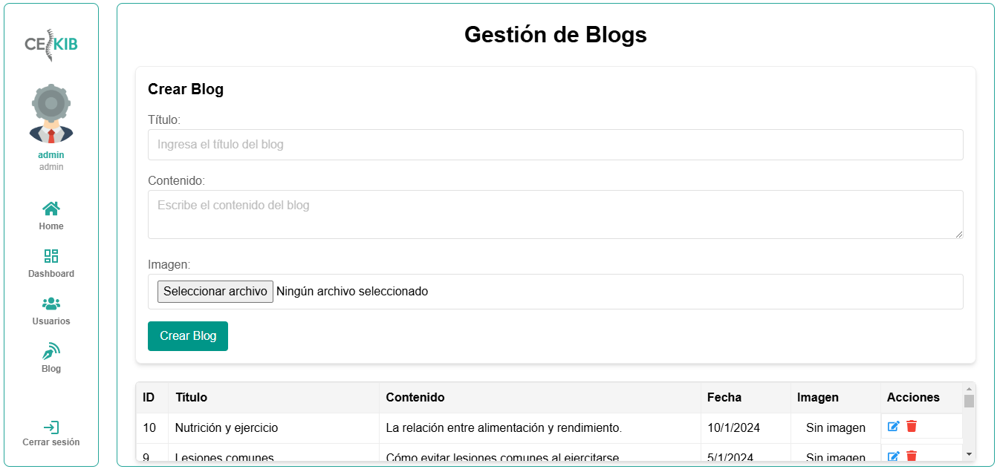 CE KIB
admin
admin
Home
Dashboard
Usuarios
Blog
Cerrar sesión
Gestión de Blogs
Crear Blog
Título:
Ingresa el título del blog
Contenido:
Escribe el contenido del blog
Imagen:
Seleccionar archivo Ningún archivo seleccionado
Crear Blog
ID Título Contenido Fecha Imagen Acciones
10 Nutrición y ejercicio La relación entre alimentación y rendimiento. 10/1/2024 Sin imagen
9 Lesiones comunes Cómo evitar lesiones comunes al ejercitarse 5/1/2024 Sin imagen